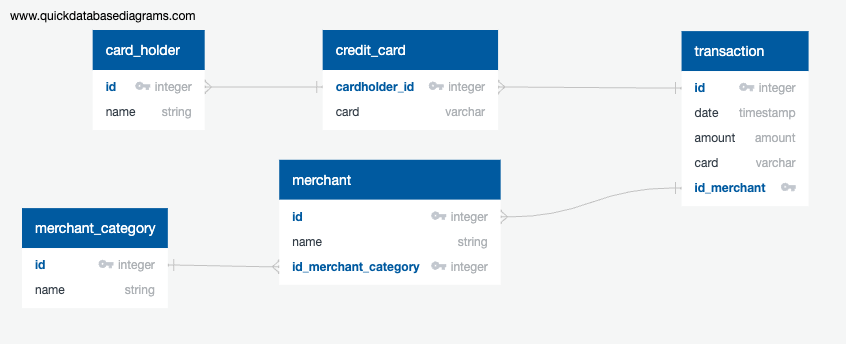 www.quickdatabasediagrams.com
card_holder
id integer
name string
credit_card
cardholder_id integer
card varchar
transaction
id integer
date timestamp
amount amount
card varchar
id_merchant
merchant
id integer
name string
id_merchant_category integer
merchant_category
id integer
name string